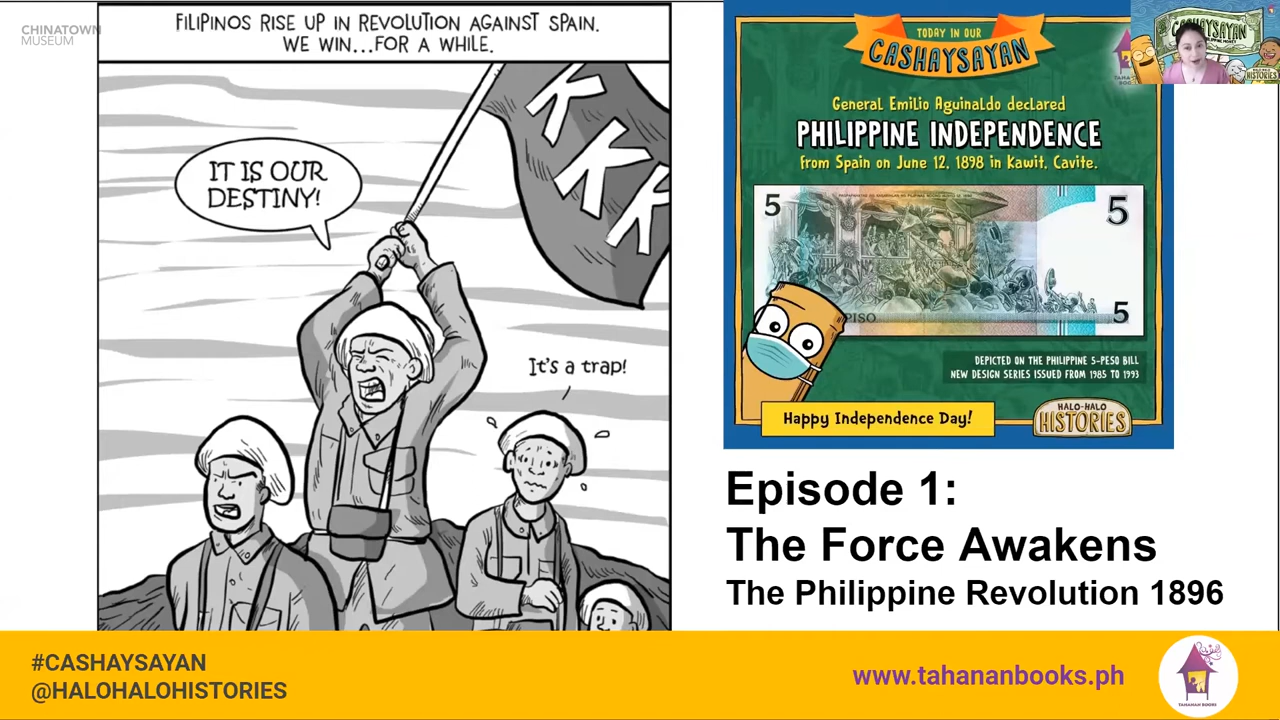 CHINATOWN
MUSEUM
FILIPINOS RISE UP IN REVOLUTION AGAINST SPAIN.
WE WIN...FOR A WHILE.
KKK
IT IS OUR
DESTINY!
It's a trap!
TODAY IN OUR
CASHAYSAYAN
General Emilio Aguinaldo declared
PHILIPPINE INDEPENDENCE
from Spain on June 12, 1898 in Kawit, Cavite.
5
5
5
PISO
DEPICTED ON THE PHILIPPINE 5-PESO BILL
NEW DESIGN SERIES ISSUED FROM 1985 TO 1993
Happy Independence Day!
HALO-HALO
HISTORIES
CASHAYSAYAN
HISTORIES
Episode 1:
The Force Awakens
The Philippine Revolution 1896
#CASHAYSAYAN
@HALOHALOHISTORIES
www.tahananbooks.ph
TAHANAN BOOKS